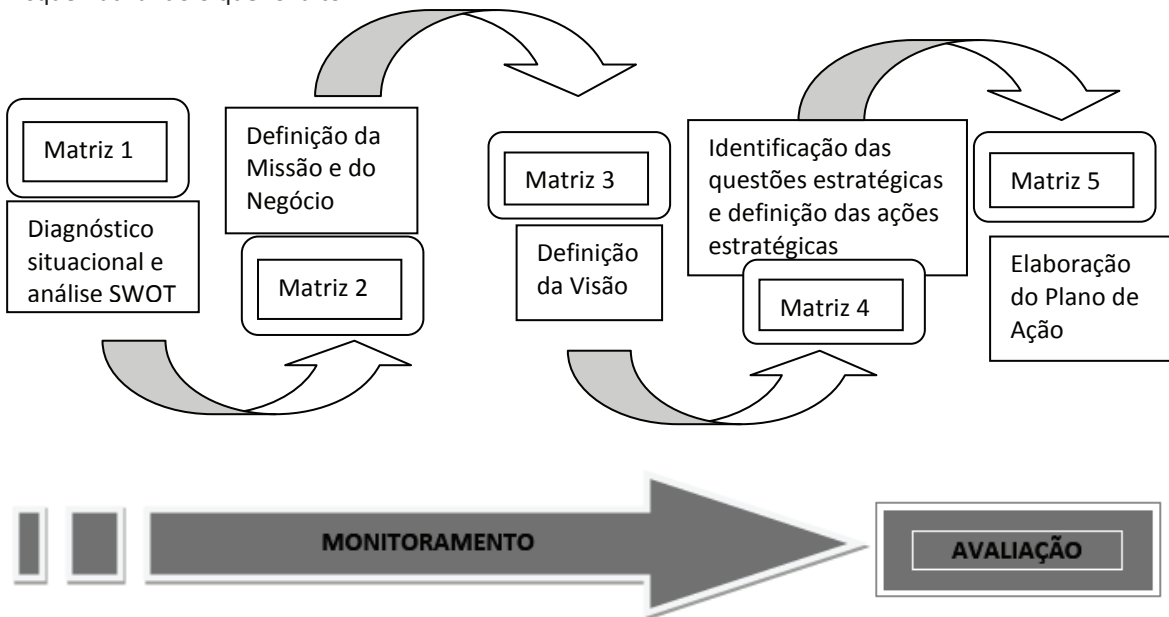 Matriz 1
Diagnóstico
situacional e
análise SWOT
Definição da
Missão e do
Negócio
Matriz 2
Matriz 3
Definição
da Visão
Identificação das
questões estratégicas
e definição das ações
estratégicas
Matriz 4
Matriz 5
Elaboração
do Plano de
Ação
MONITORAMENTO
AVALIAÇÃO